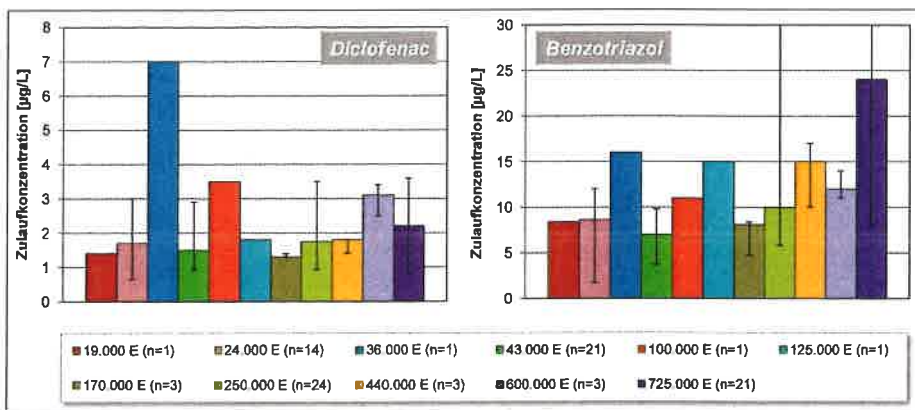 Diclofenac
Zulaufkonzentration [µg/L]
8
7
6
5
4
3
2
1
0
Benzotriazol
Zulaufkonzentration [µg/L]
30
25
20
15
10
5
0
19.000 E (n=1)
24.000 E (n=14)
36.000 E (n=1)
43.000 E (n=21)
100.000 E (n=1)
125.000 E (n=1)
170.000 E (n=3)
250.000 E (n=24)
440.000 E (n=3)
600.000 E (n=3)
725.000 E (n=21)